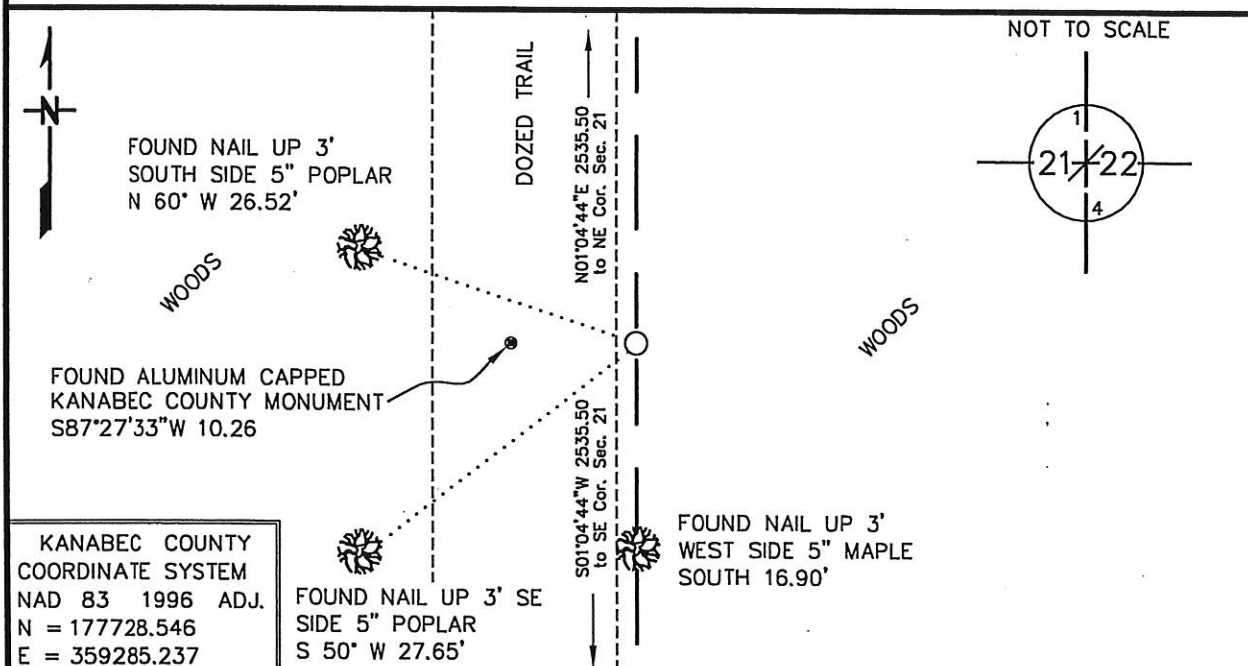 NOT TO SCALE
N
1
21 22
4
FOUND NAIL UP 3'
SOUTH SIDE 5" POPLAR
N 60° W 26.52'
DOZED TRAIL
N01°04'44"E 2535.50
to NE Cor. Sec. 21
WOODS
WOODS
FOUND ALUMINUM CAPPED
KANABEC COUNTY MONUMENT
S87°27'33"W 10.26
S01°04'44"W 2535.50
to SE Cor. Sec. 21
FOUND NAIL UP 3'
WEST SIDE 5" MAPLE
SOUTH 16.90'
KANABEC COUNTY
COORDINATE SYSTEM
NAD 83 1996 ADJ.
N = 177728.546
E = 359285.237
FOUND NAIL UP 3' SE
SIDE 5" POPLAR
S 50° W 27.65'